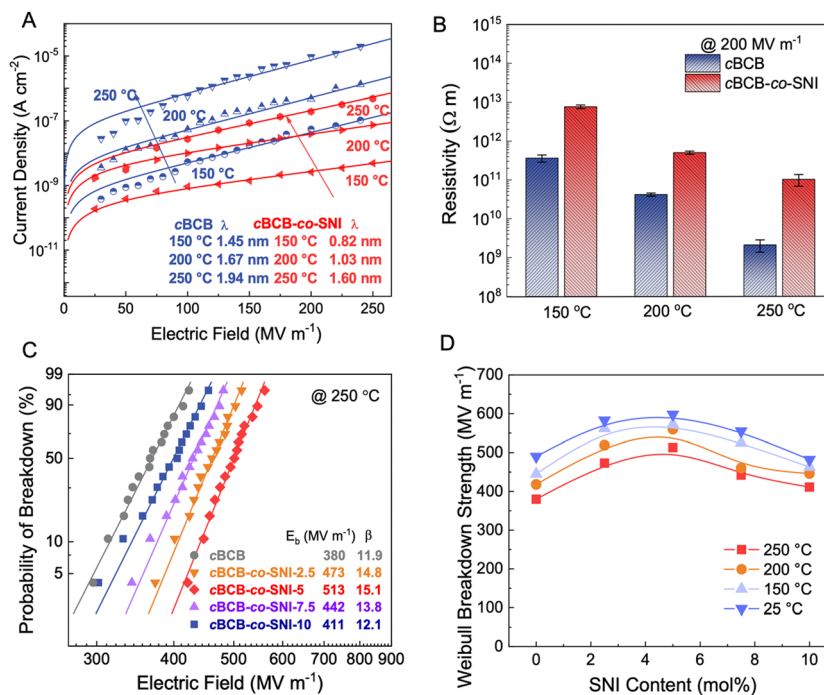 A
Current Density (A cm⁻²)
10⁻⁵
10⁻⁷
10⁻⁹
10⁻¹¹
250 °C
200 °C
150 °C
250 °C
200 °C
150 °C
cBCB λ cBCB-co-SNI λ
150 °C 1.45 nm 150 °C 0.82 nm
200 °C 1.67 nm 200 °C 1.03 nm
250 °C 1.94 nm 250 °C 1.60 nm
0 50 100 150 200 250
Electric Field (MV m⁻¹)
B
Resistivity (Ω m)
10¹⁵
10¹⁴
10¹³
10¹²
10¹¹
10¹⁰
10⁹
10⁸
@ 200 MV m⁻¹
cBCB
cBCB-co-SNI
150 °C 200 °C 250 °C
C
Probability of Breakdown (%)
99
90
50
10
5
@ 250 °C
E_b (MV m⁻¹) β
cBCB 380 11.9
cBCB-co-SNI-2.5 473 14.8
cBCB-co-SNI-5 513 15.1
cBCB-co-SNI-7.5 442 13.8
cBCB-co-SNI-10 411 12.1
300 400 500 600 700 800 900
Electric Field (MV m⁻¹)
D
Weibull Breakdown Strength (MV m⁻¹)
700
600
500
400
300
200
100
0
250 °C
200 °C
150 °C
25 °C
0 2 4 6 8 10
SNI Content (mol%)